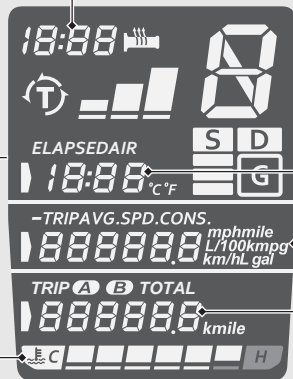 18:88
8
T
S D
ELAPSEDAIR
G
18:88 °C°F
-TRIPAVG.SPD.CONS.
888888.8 mphmile
L/100kmpg
km/hL gal
TRIP A B TOTAL
888888.8 kmile
C H